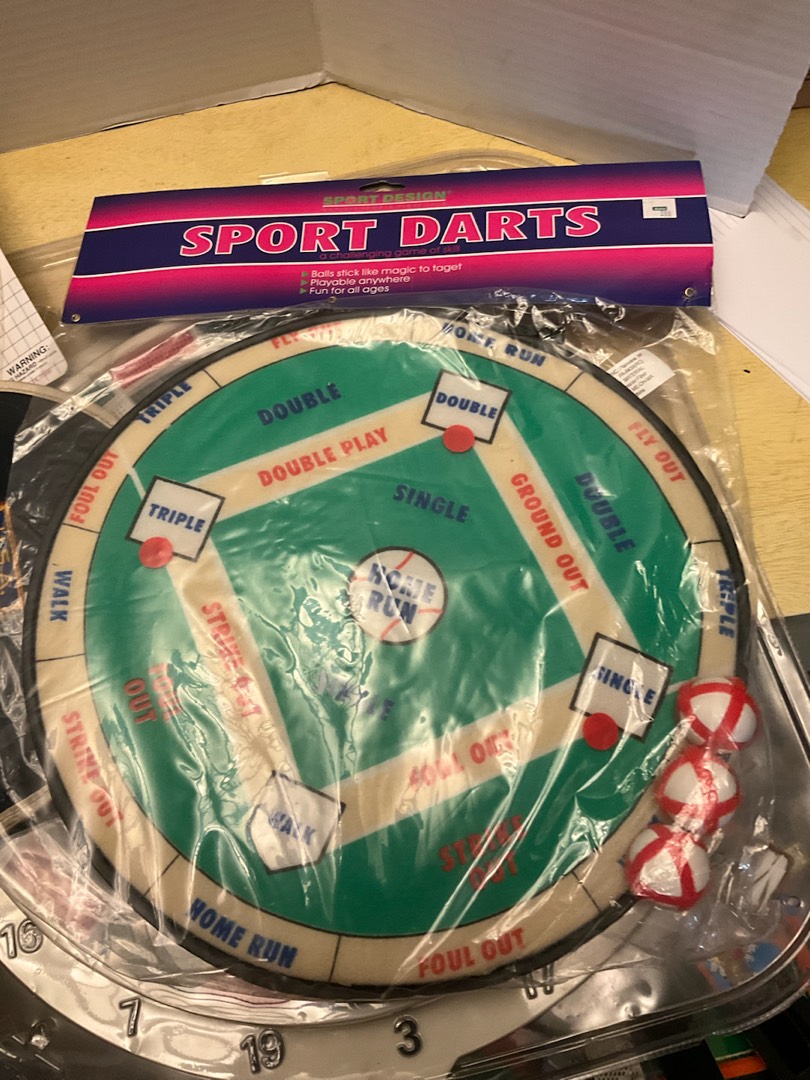 SPORT DESIGN
SPORT DARTS
a challenging game of skill
Balls stick like magic to taget
Playable anywhere
Fun for all ages
WARNING:
HOME RUN
TRIPLE
DOUBLE
DOUBLE
FLY OUT
FOUL OUT
DOUBLE PLAY
SINGLE
GROUND OUT
DOUBLE
TRIPLE
HOME
RUN
WALK
TRIPLE
STRIKE OUT
SINGLE
OUT
STRIKE OUT
FOUL OUT
WALK
STRIKE
OUT
HOME RUN
FOUL OUT
16
7
19
3
17